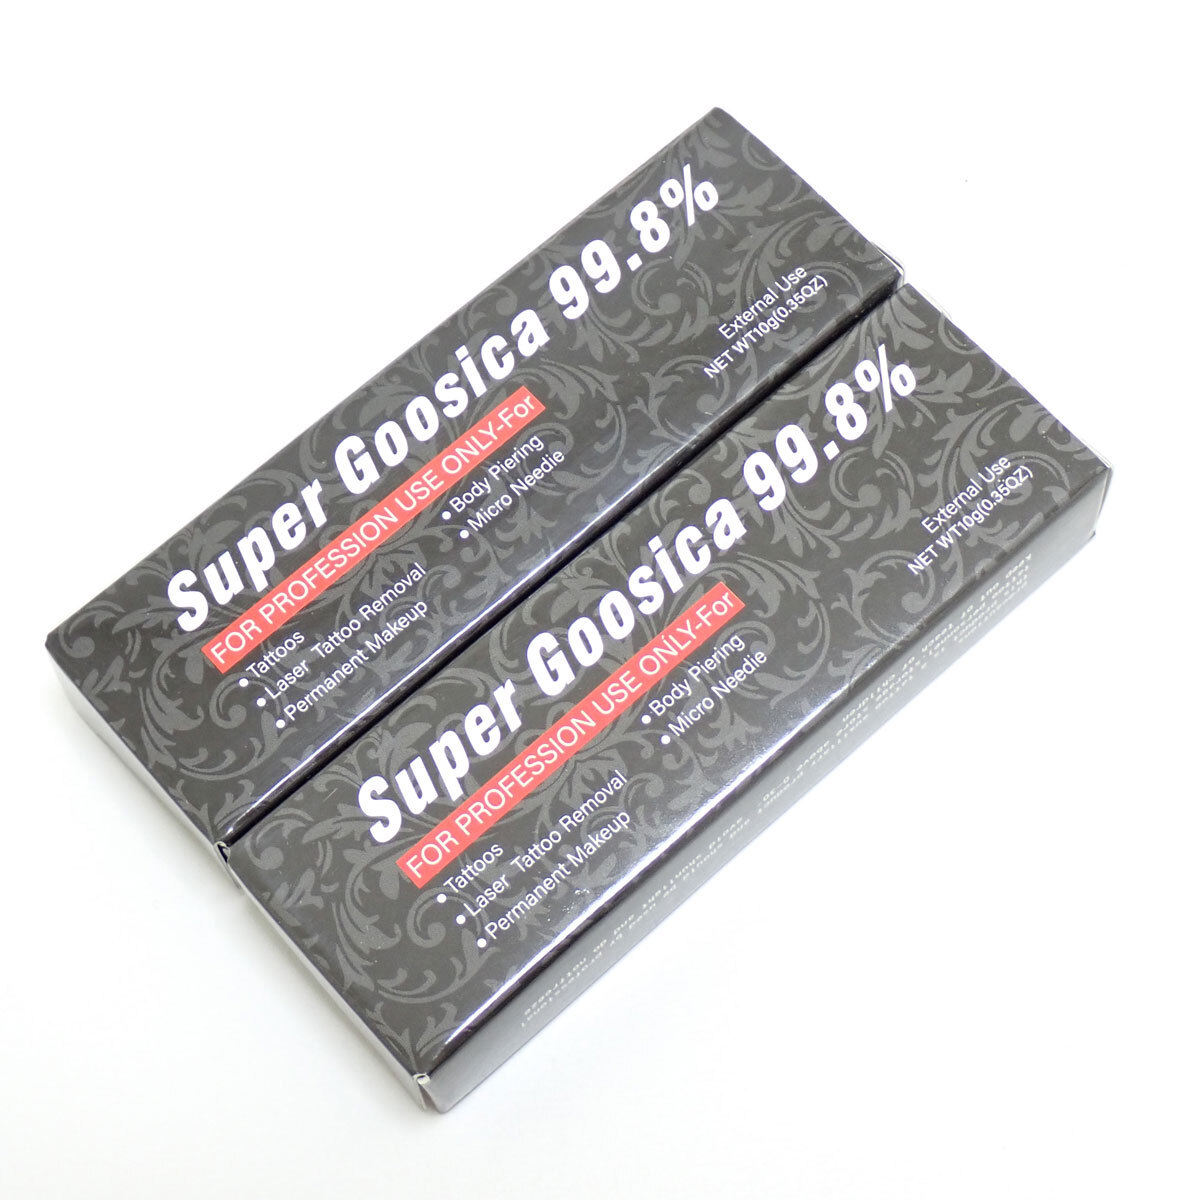 Super Goosica 99.8%
FOR PROFESSION USE ONLY-For
• Tattoos
• Laser Tattoo Removal
• Permanent Makeup
• Body Piering
• Micro Needie
External Use
NET WT10g(0.35OZ)
Super Goosica 99.8%
FOR PROFESSION USE ONLY-For
• Tattoos
• Laser Tattoo Removal
• Permanent Makeup
• Body Piering
• Micro Needie
External Use
NET WT10g(0.35OZ)